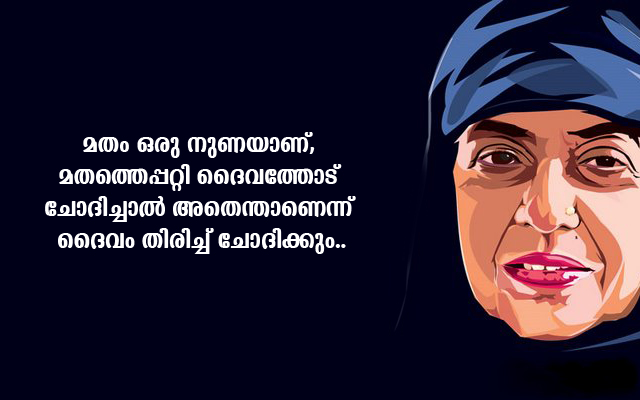 മതം ഒരു നുണയാണ്,
മതത്തെപ്പറ്റി ദൈവത്തോട്
ചോദിച്ചാൽ അതെന്താണെന്ന്
ദൈവം തിരിച്ച് ചോദിക്കും..